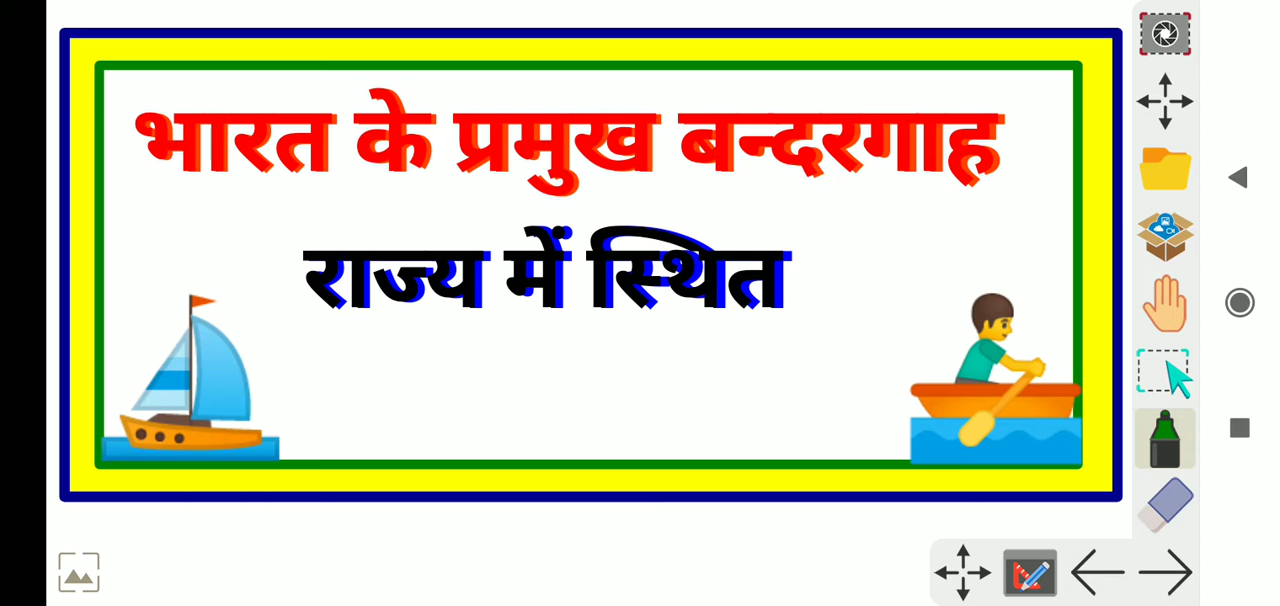 भारत के प्रमुख बन्दरगाह
राज्य में स्थित